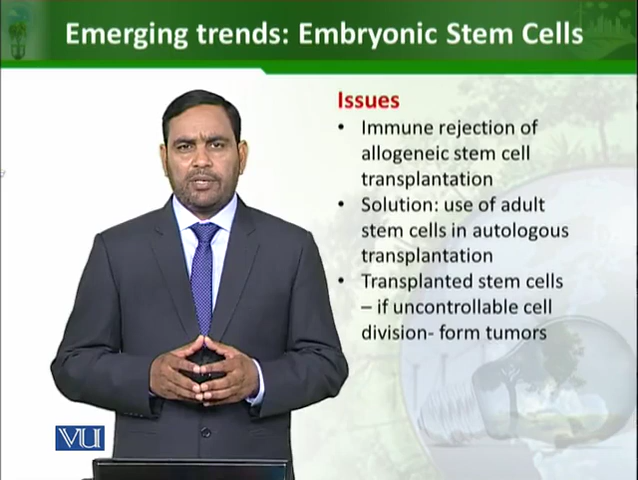 Emerging trends: Embryonic Stem Cells
Issues
• Immune rejection of
allogeneic stem cell
transplantation
• Solution: use of adult
stem cells in autologous
transplantation
• Transplanted stem cells
– if uncontrollable cell
division- form tumors
VU